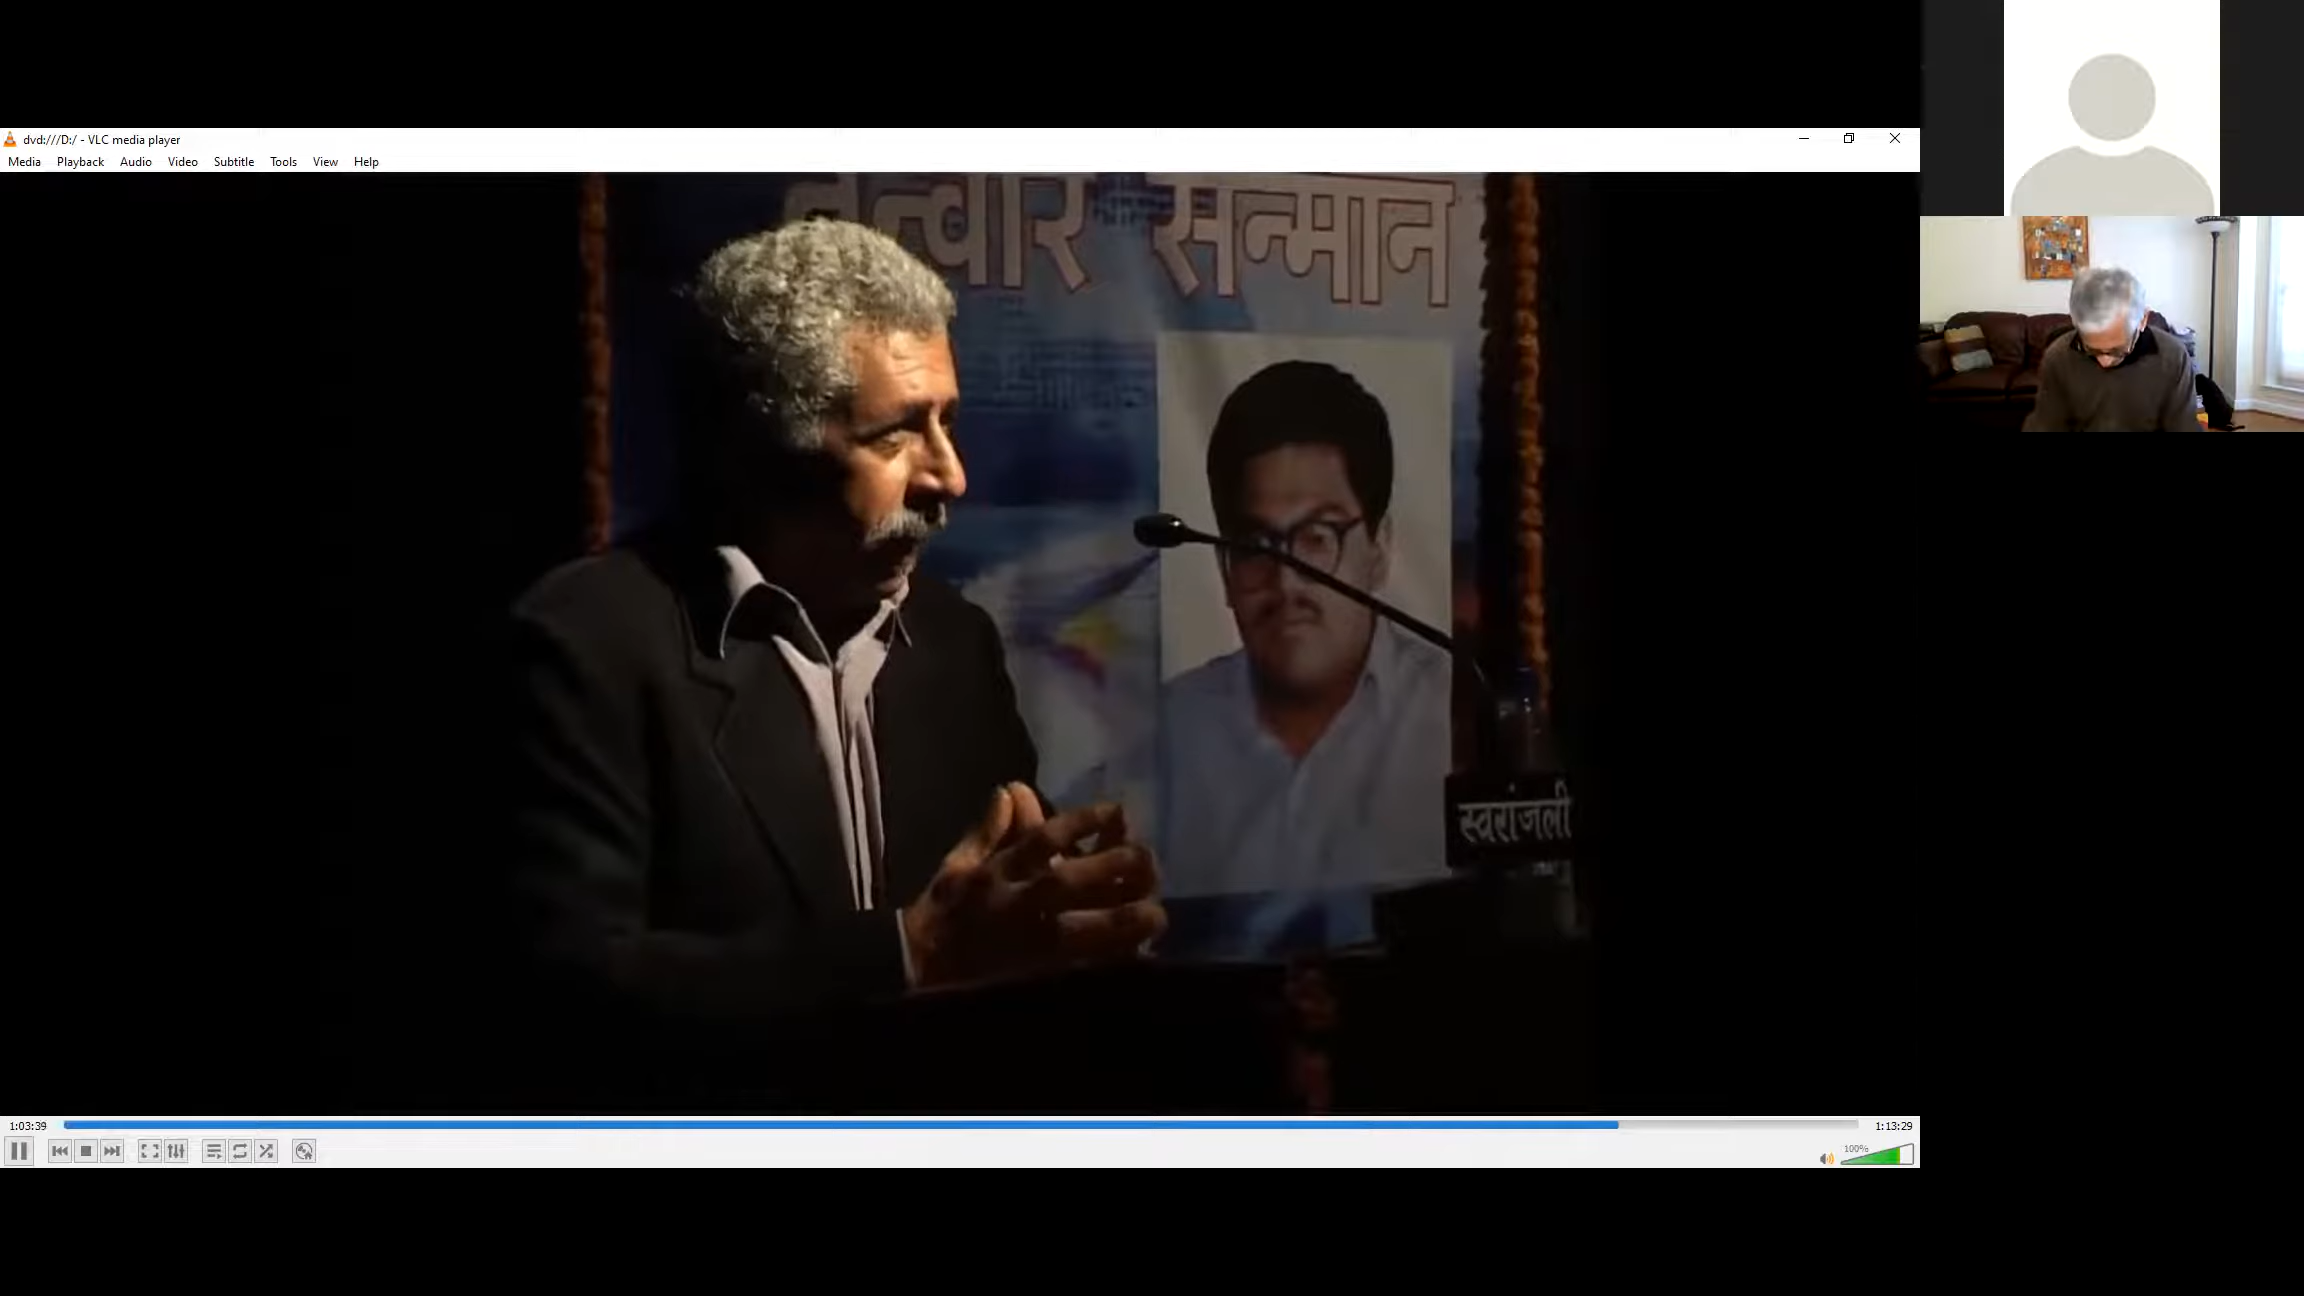 dvd:///D:/ - VLC media player
Media Playback Audio Video Subtitle Tools View Help
सन्मान
स्वरांजली
1:03:39 1:13:29
100%